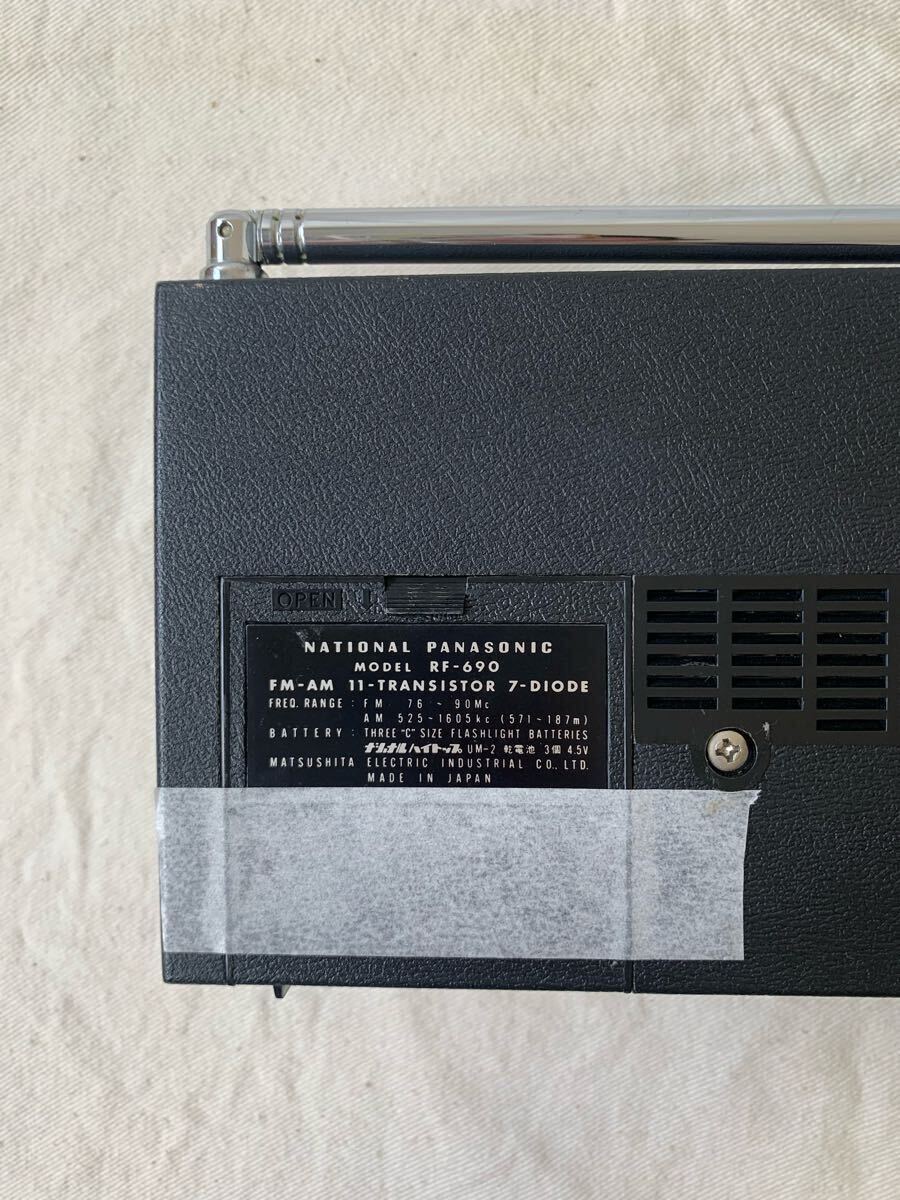 OPEN
NATIONAL PANASONIC
MODEL RF-690
FM-AM 11-TRANSISTOR 7-DIODE
FREQ. RANGE : FM 76 ~ 90Mc
AM 525~1605kc (571~187m)
BATTERY : THREE "C" SIZE FLASHLIGHT BATTERIES
ナショナルハイトップ UM-2 乾電池 3個 4.5V
MATSUSHITA ELECTRIC INDUSTRIAL CO., LTD.
MADE IN JAPAN